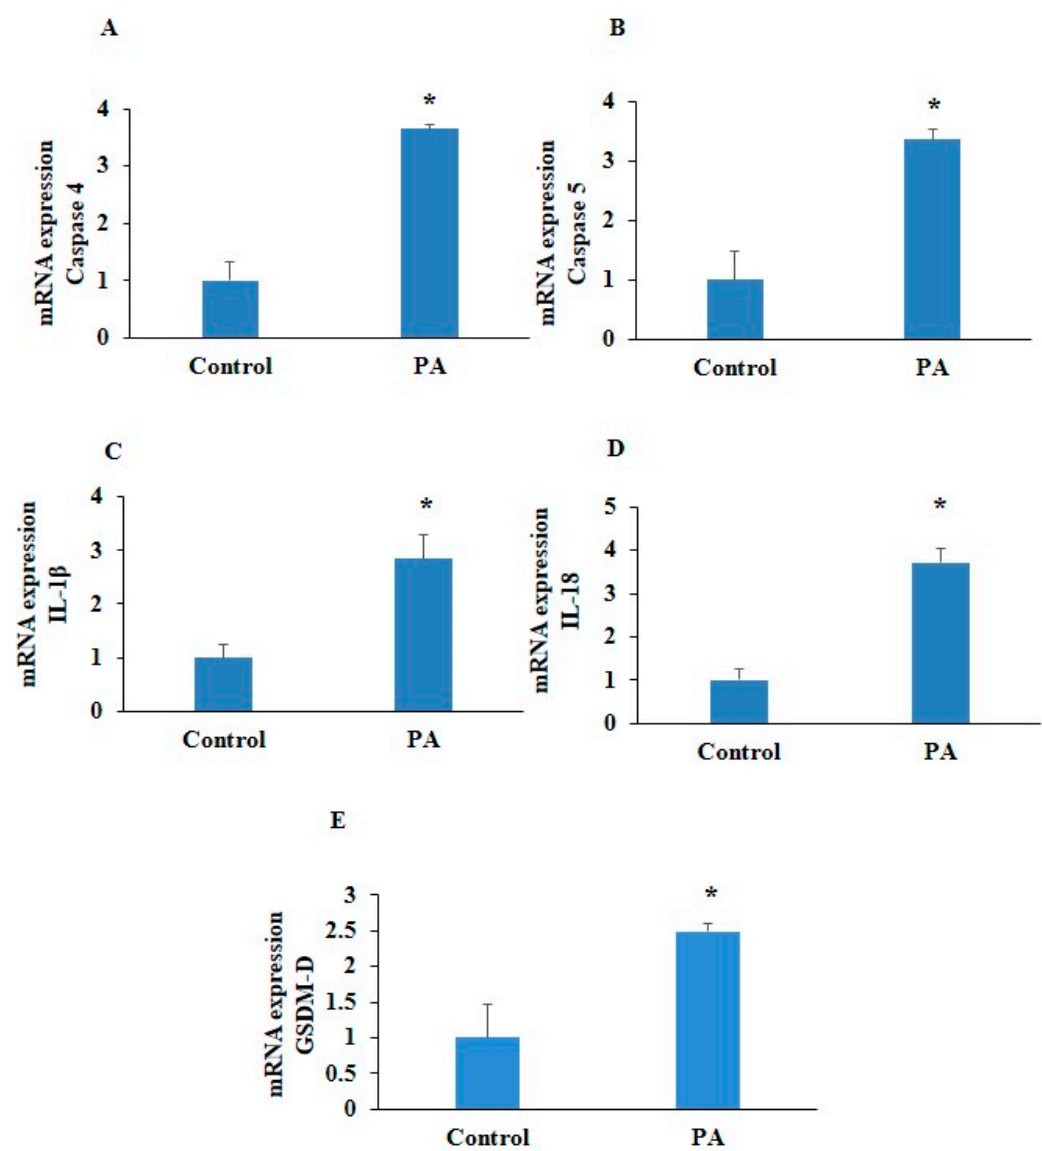 A
mRNA expression
Caspase 4
4
3
2
1
0
*
Control PA
B
mRNA expression
Caspase 5
4
3
2
1
0
*
Control PA
C
mRNA expression
IL-1β
4
3
2
1
0
*
Control PA
D
mRNA expression
IL-18
5
4
3
2
1
0
*
Control PA
E
mRNA expression
GSDM-D
3
2.5
2
1.5
1
0.5
0
*
Control PA